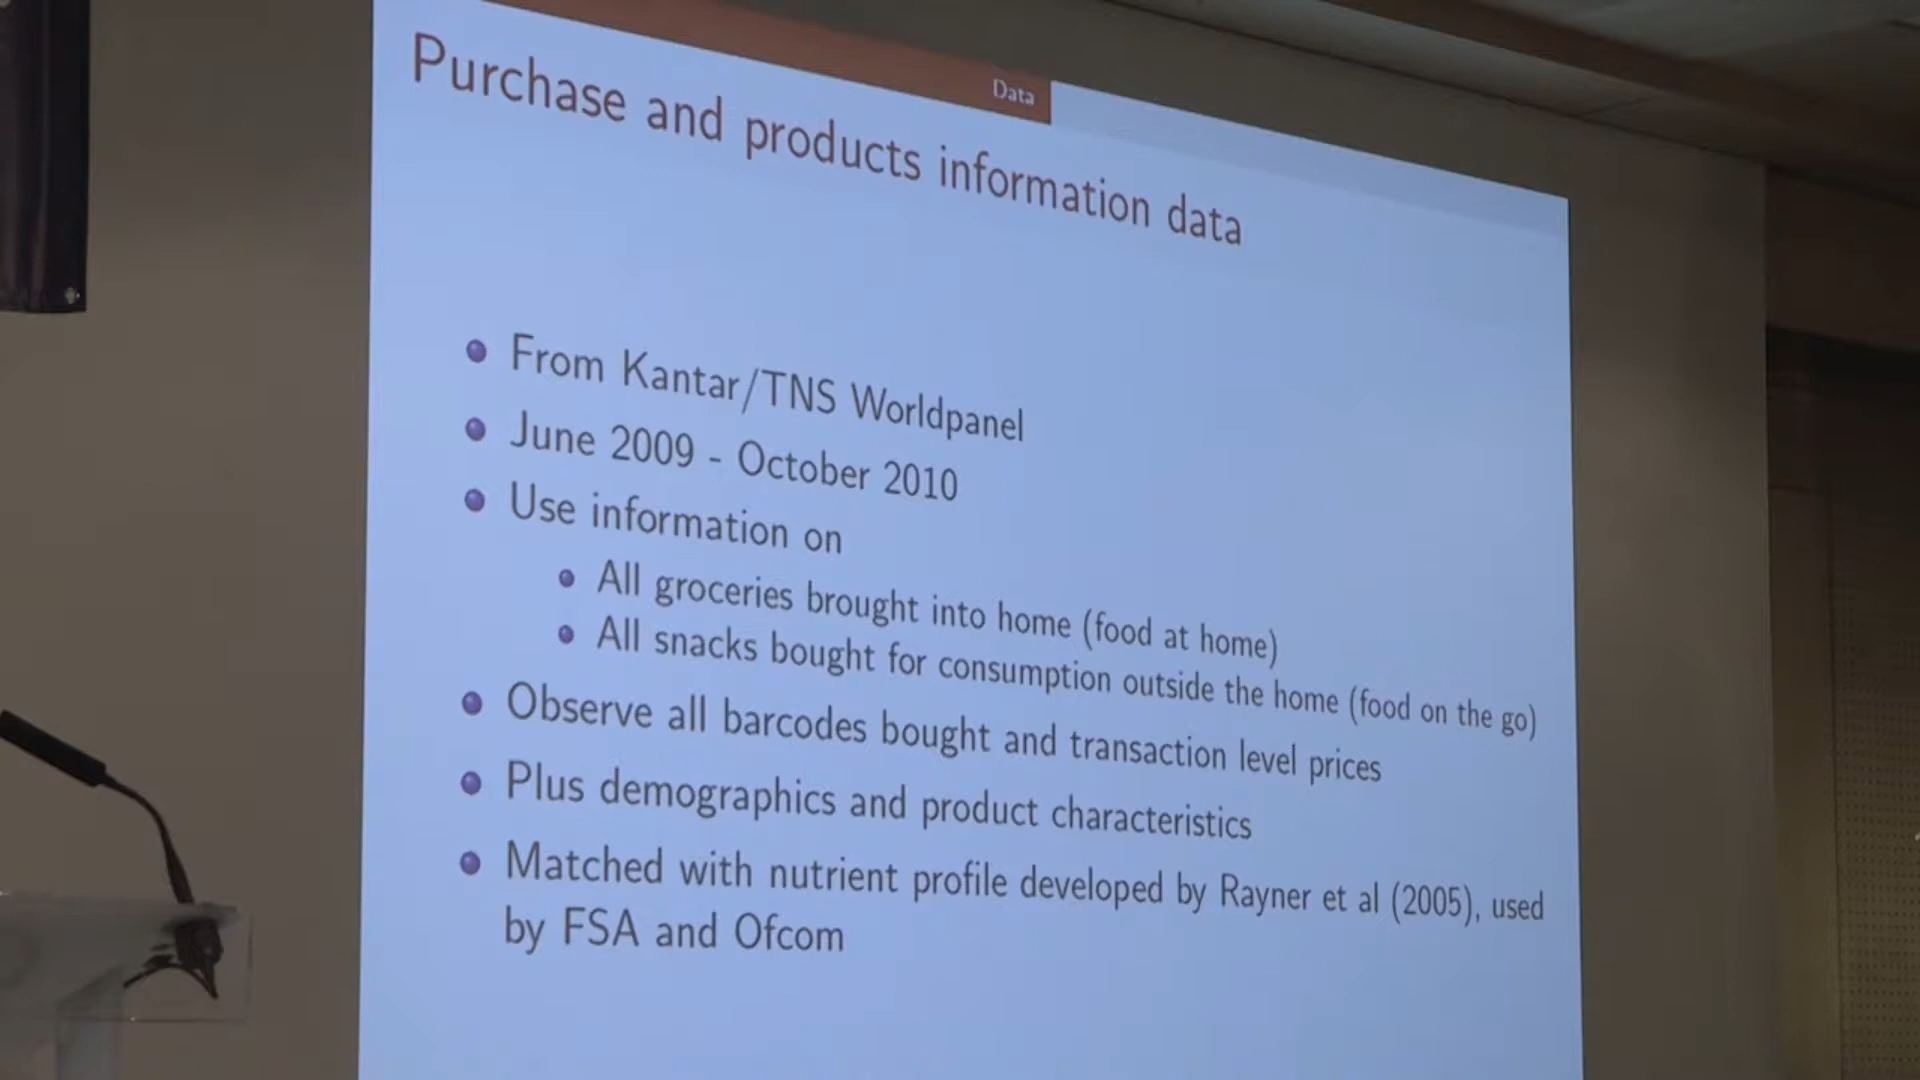 Data
Purchase and products information data
From Kantar/TNS Worldpanel
June 2009 - October 2010
Use information on
All groceries brought into home (food at home)
All snacks bought for consumption outside the home (food on the go)
Observe all barcodes bought and transaction level prices
Plus demographics and product characteristics
Matched with nutrient profile developed by Rayner et al (2005), used
by FSA and Ofcom